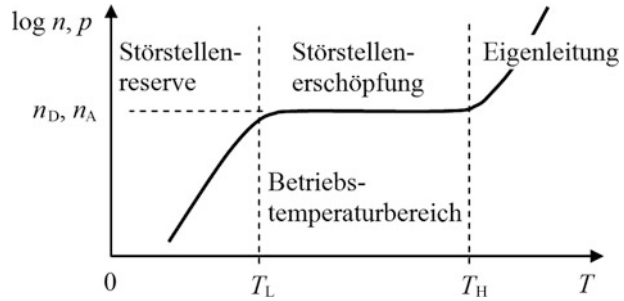 log n, p
Störstellen-
reserve
Störstellen-
erschöpfung
Eigenleitung
n_D, n_A
Betriebs-
temperaturbereich
0
T_L
T_H
T